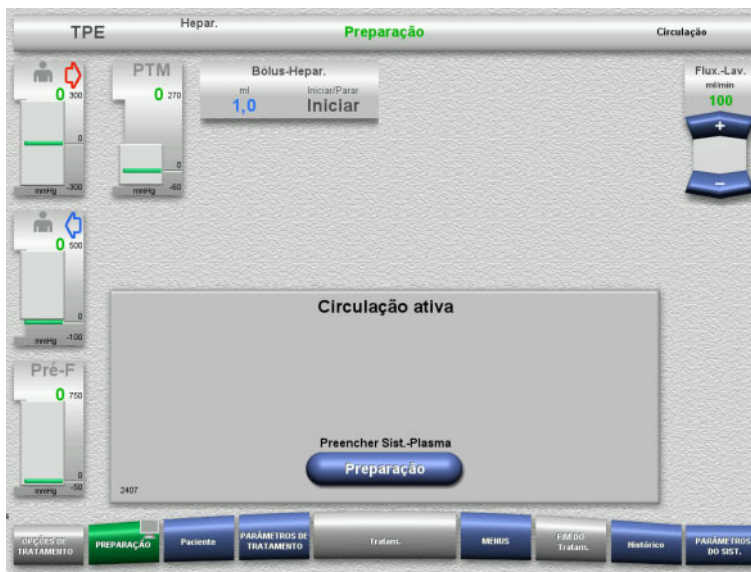 TPE
Hepar.
Preparação
Circulação
0 300
0
mmHg -300
PTM
0 270
0
mmHg -60
Bólus-Hepar.
ml Iniciar/Parar
1,0 Iniciar
Flux.-Lav.
ml/min
100
+
–
0 500
0
mmHg -100
Pré-F
0 750
0
mmHg -50
Circulação ativa
Preencher Sist.-Plasma
Preparação
2407
OPÇÕES DE
TRATAMENTO
PREPARAÇÃO
Paciente
PARÂMETROS DE
TRATAMENTO
Tratam.
MENUS
FIM DO
Tratam.
Histórico
PARÂMETROS
DO SIST.